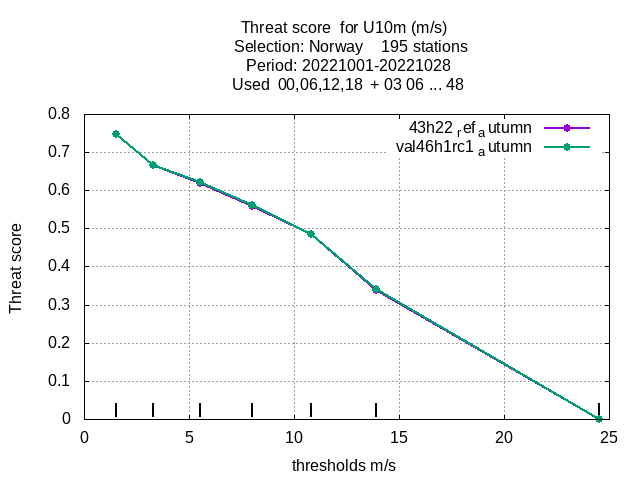 Threat score  for U10m (m/s)
Selection: Norway    195 stations
Period: 20221001-20221028
Used  00,06,12,18  + 03 06 ... 48
43h22 ref a utumn
val46h1rc1 a utumn
Threat score
0.8
0.7
0.6
0.5
0.4
0.3
0.2
0.1
0
0 5 10 15 20 25
thresholds m/s